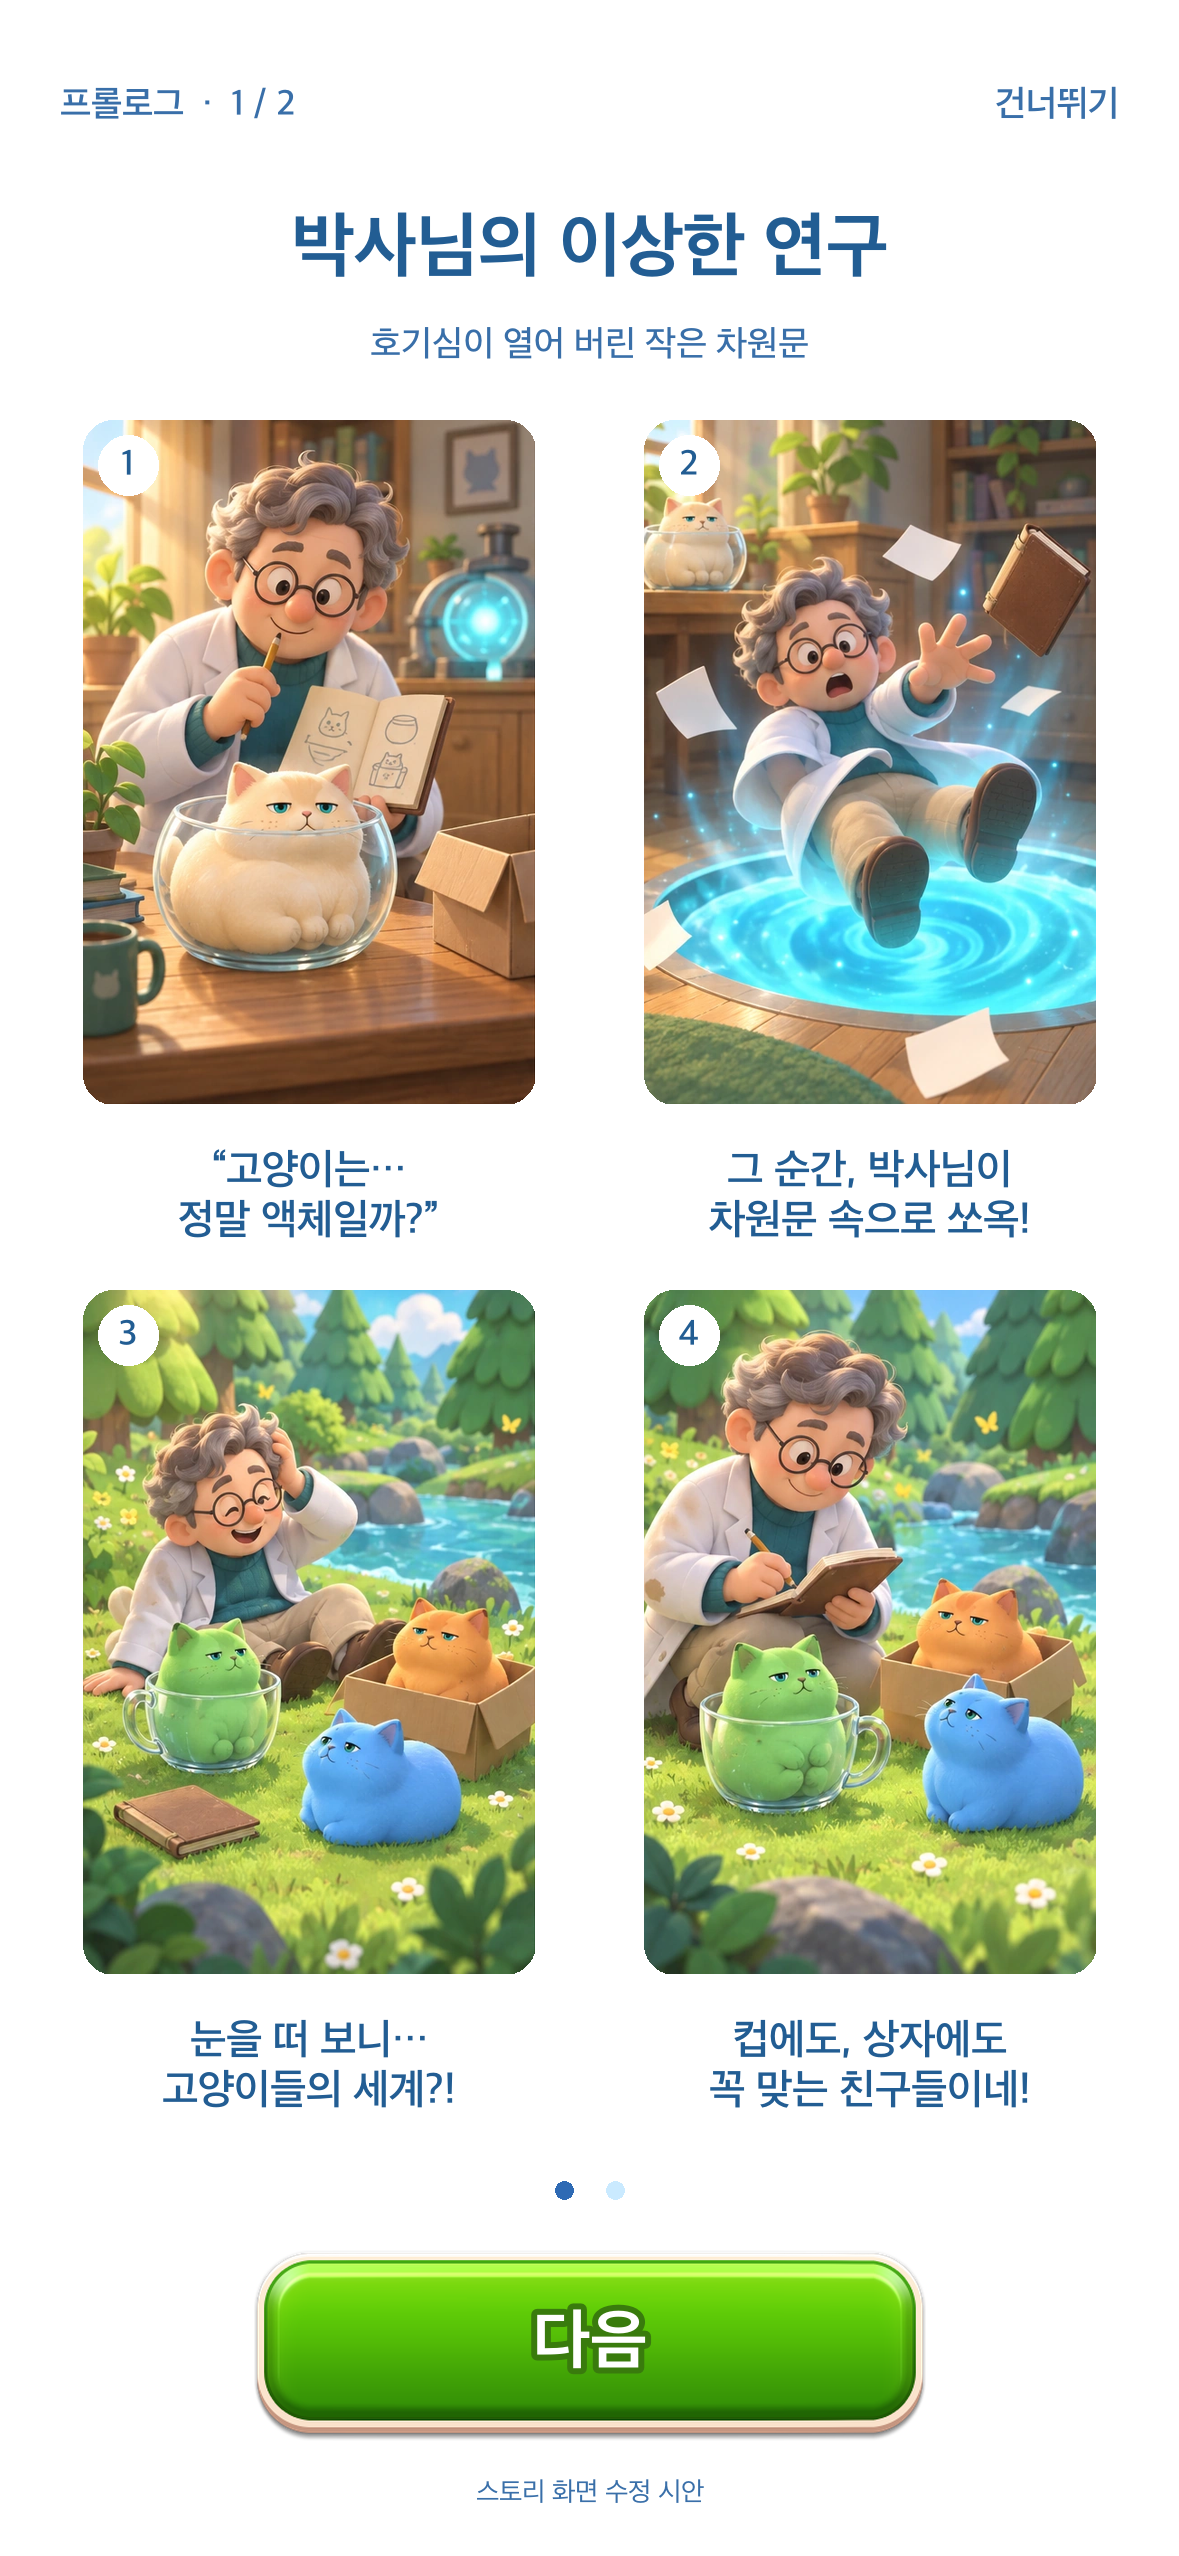 프롤로그 · 1 / 2
건너뛰기
박사님의 이상한 연구
호기심이 열어 버린 작은 차원문
1
2
“고양이는…
정말 액체일까?”
그 순간, 박사님이
차원문 속으로 쏘옥!
3
4
눈을 떠 보니…
고양이들의 세계?!
컵에도, 상자에도
꼭 맞는 친구들이네!
다음
스토리 화면 수정 시안